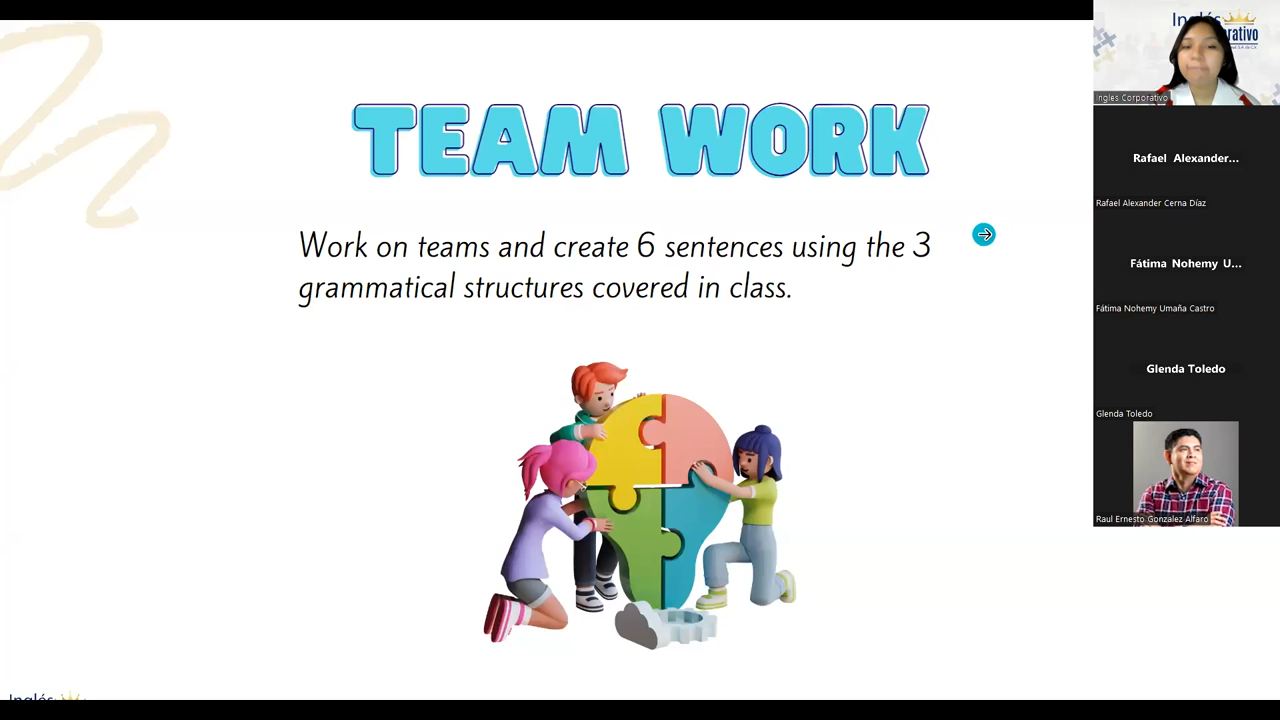 TEAM WORK
Work on teams and create 6 sentences using the 3
grammatical structures covered in class.
Inglés
Ingles Corporativo
Rafael Alexander...
Rafael Alexander Cerna Díaz
Fátima Nohemy U...
Fátima Nohemy Umaña Castro
Glenda Toledo
Glenda Toledo
Raul Ernesto Gonzalez Alfaro
Inglés